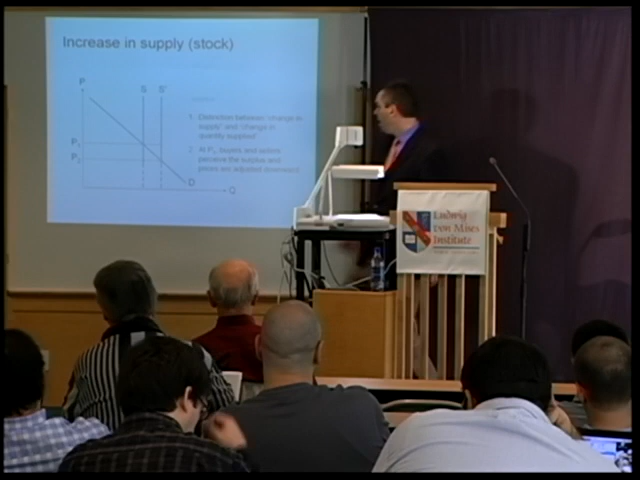 Increase in supply (stock)
P
S S'
1. Distinction between "change in
supply" and "change in
quantity supplied"
P₁
2. At P₁, buyers and sellers
perceive the surplus and
prices are adjusted downward.
P₂
D
Q
Ludwig
von Mises
Institute